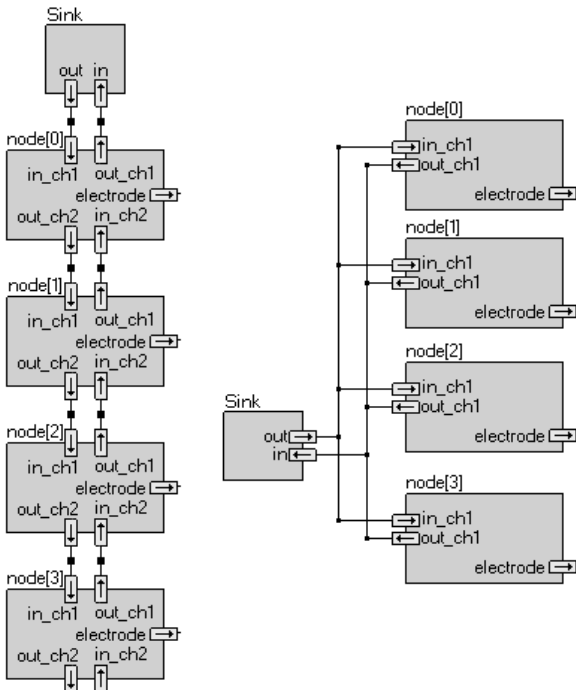 Sink
out in
node[0]
in_ch1 out_ch1
electrode
out_ch2 in_ch2
node[1]
in_ch1 out_ch1
electrode
out_ch2 in_ch2
node[2]
in_ch1 out_ch1
electrode
out_ch2 in_ch2
node[3]
in_ch1 out_ch1
electrode
out_ch2 in_ch2
Sink
out
in
node[0]
in_ch1
out_ch1
electrode
node[1]
in_ch1
out_ch1
electrode
node[2]
in_ch1
out_ch1
electrode
node[3]
in_ch1
out_ch1
electrode